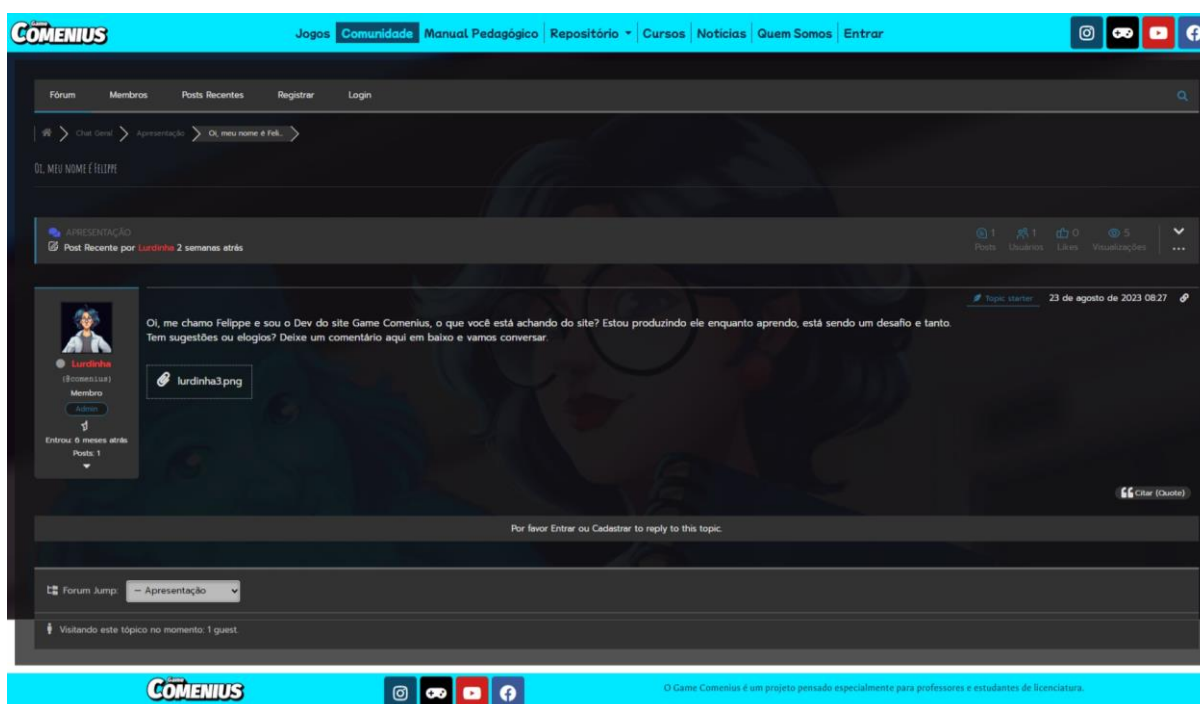 Game
COMENIUS
Jogos Comunidade Manual Pedagógico Repositório Cursos Noticias Quem Somos Entrar
Fórum Membros Posts Recentes Registrar Login
Chat Geral Apresentação Oi, meu nome é Feli..
Oi, meu nome é Felippe
APRESENTAÇÃO
Post Recente por Lurdinha 2 semanas atrás
1 1 0 5
Posts Usuários Likes Visualizações
Topic starter 23 de agosto de 2023 08:27
Oi, me chamo Felippe e sou o Dev do site Game Comenius, o que você está achando do site? Estou produzindo ele enquanto aprendo, está sendo um desafio e tanto.
Tem sugestões ou elogios? Deixe um comentário aqui em baixo e vamos conversar.
lurdinha3.png
Lurdinha
(@comenius)
Membro
Admin
Entrou: 6 meses atrás
Posts: 1
Citar (Quote)
Por favor Entrar ou Cadastrar to reply to this topic.
Forum Jump: — Apresentação
Visitando este tópico no momento: 1 guest.
Game
COMENIUS
O Game Comenius é um projeto pensado especialmente para professores e estudantes de licenciatura.